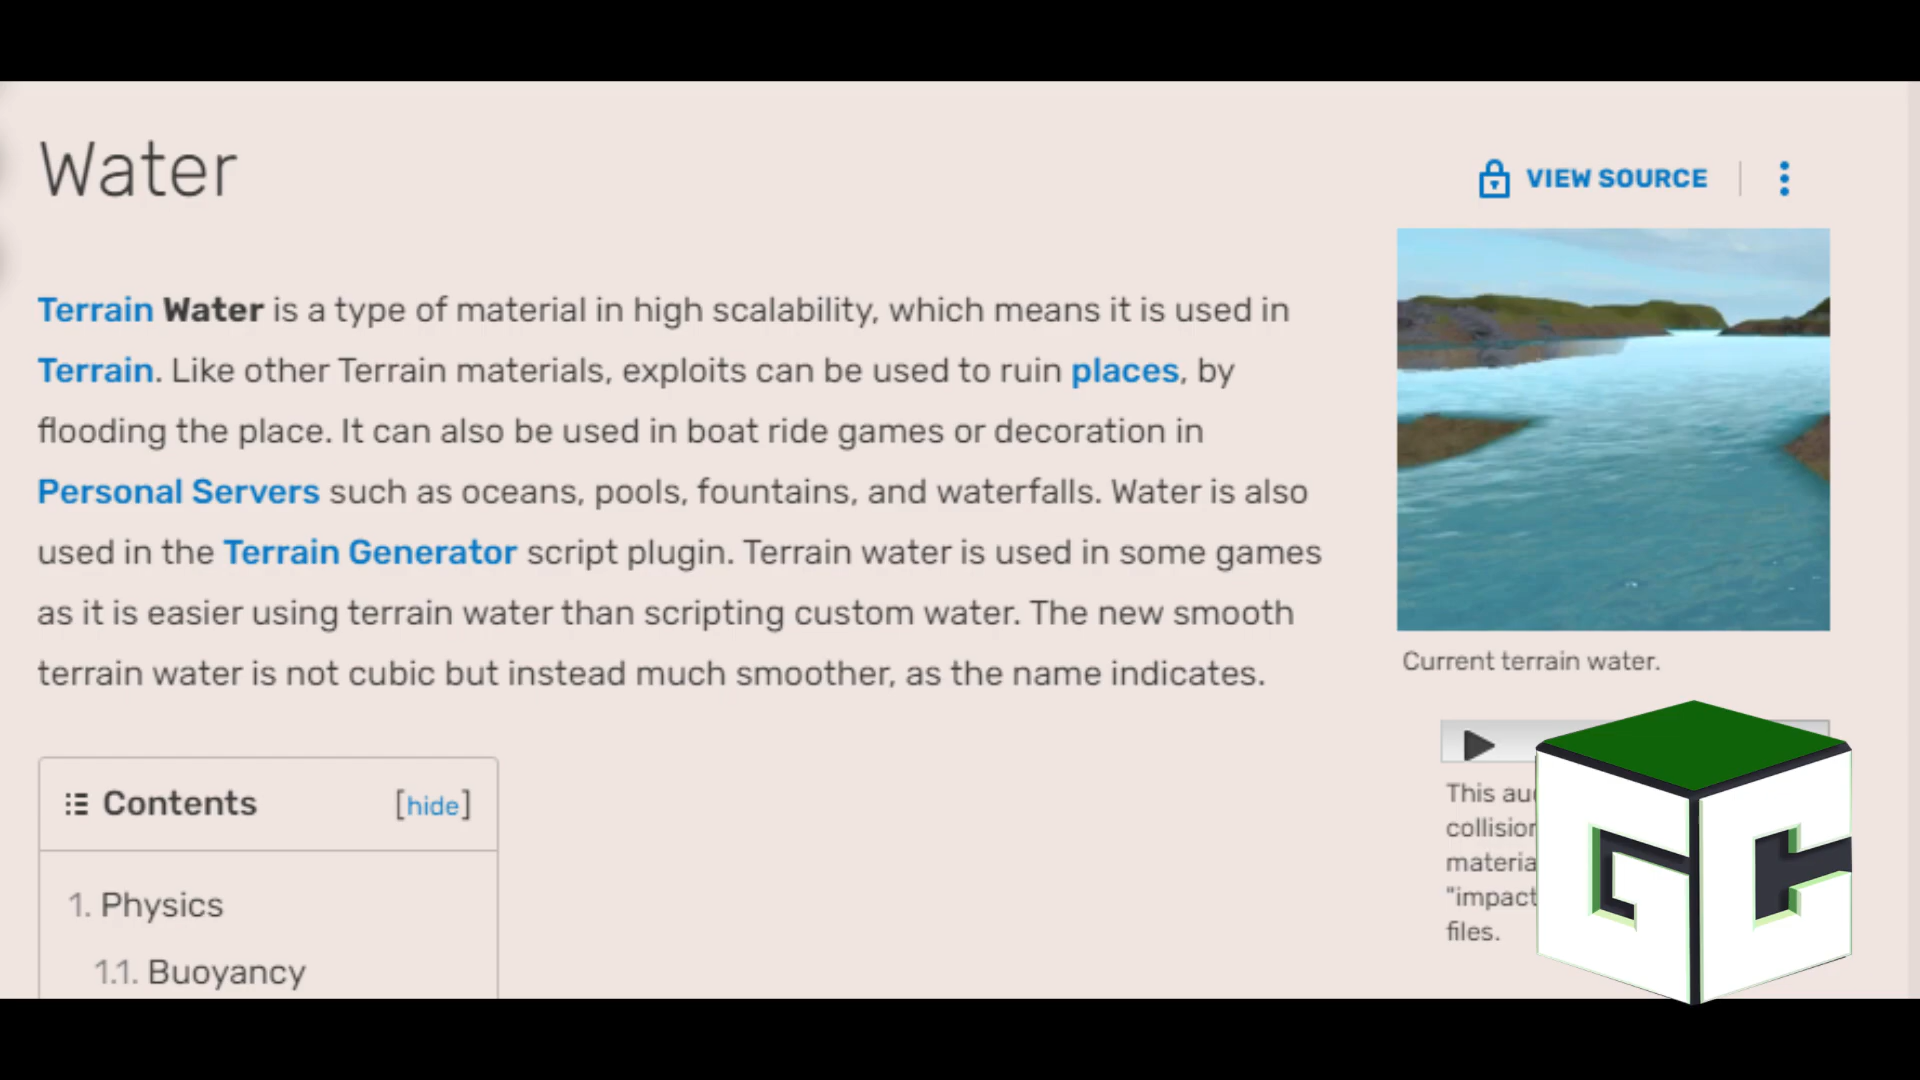 Water
VIEW SOURCE
Terrain Water is a type of material in high scalability, which means it is used in
Terrain. Like other Terrain materials, exploits can be used to ruin places, by
flooding the place. It can also be used in boat ride games or decoration in
Personal Servers such as oceans, pools, fountains, and waterfalls. Water is also
used in the Terrain Generator script plugin. Terrain water is used in some games
as it is easier using terrain water than scripting custom water. The new smooth
terrain water is not cubic but instead much smoother, as the name indicates.
Current terrain water.
This
files.
Contents [hide]
1. Physics
1.1. Buoyancy
GC